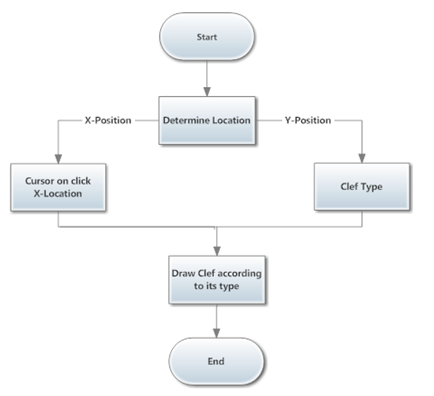 Start
X-Position
Determine Location
Y-Position
Cursor on click
X-Location
Clef Type
Draw Clef according
to its type
End